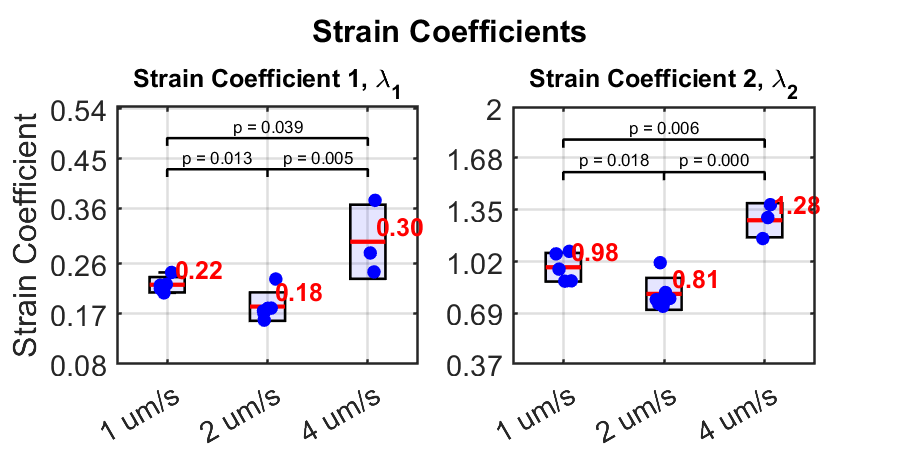 Strain Coefficients
Strain Coefficient 1, λ1
Strain Coefficient
0.54
0.45
0.36
0.26
0.17
0.08
p = 0.039
p = 0.013
p = 0.005
0.22
0.18
0.30
1 um/s
2 um/s
4 um/s
Strain Coefficient 2, λ2
2
1.68
1.35
1.02
0.69
0.37
p = 0.006
p = 0.018
p = 0.000
0.98
0.81
1.28
1 um/s
2 um/s
4 um/s